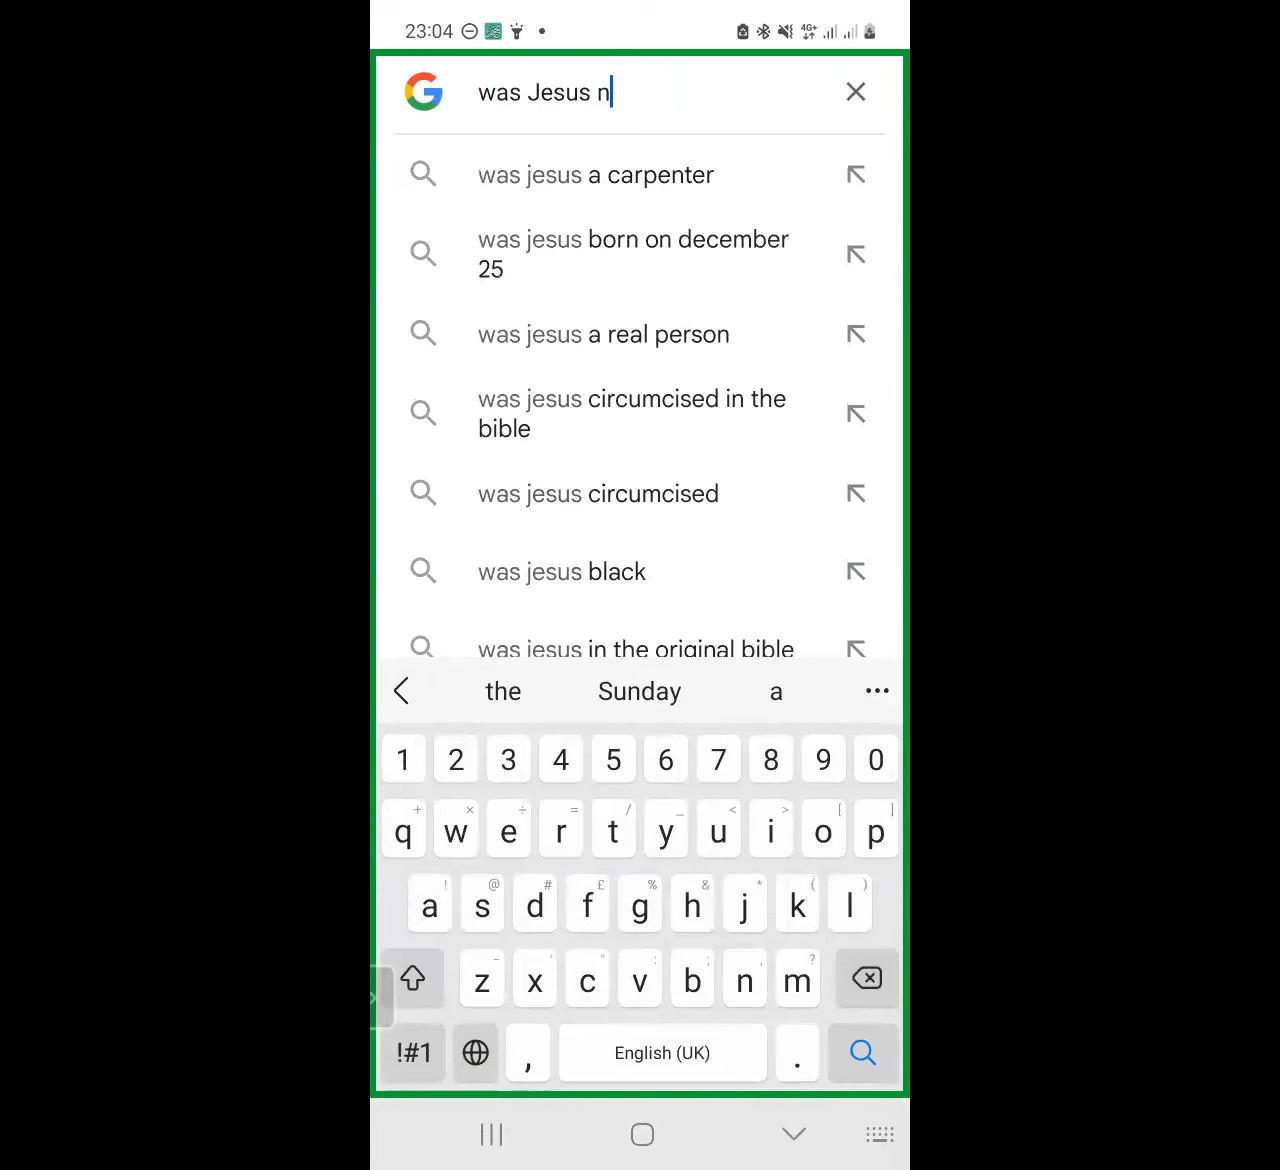 23:04
4G+
was Jesus n
was jesus a carpenter
was jesus born on december
25
was jesus a real person
was jesus circumcised in the
bible
was jesus circumcised
was jesus black
was jesus in the original bible
the Sunday a
1 2 3 4 5 6 7 8 9 0
+ × ÷ = / _ < > [ ]
q w e r t y u i o p
! @ # £ % & * ( )
a s d f g h j k l
- ' " : ; , ?
z x c v b n m
!#1 , English (UK) .